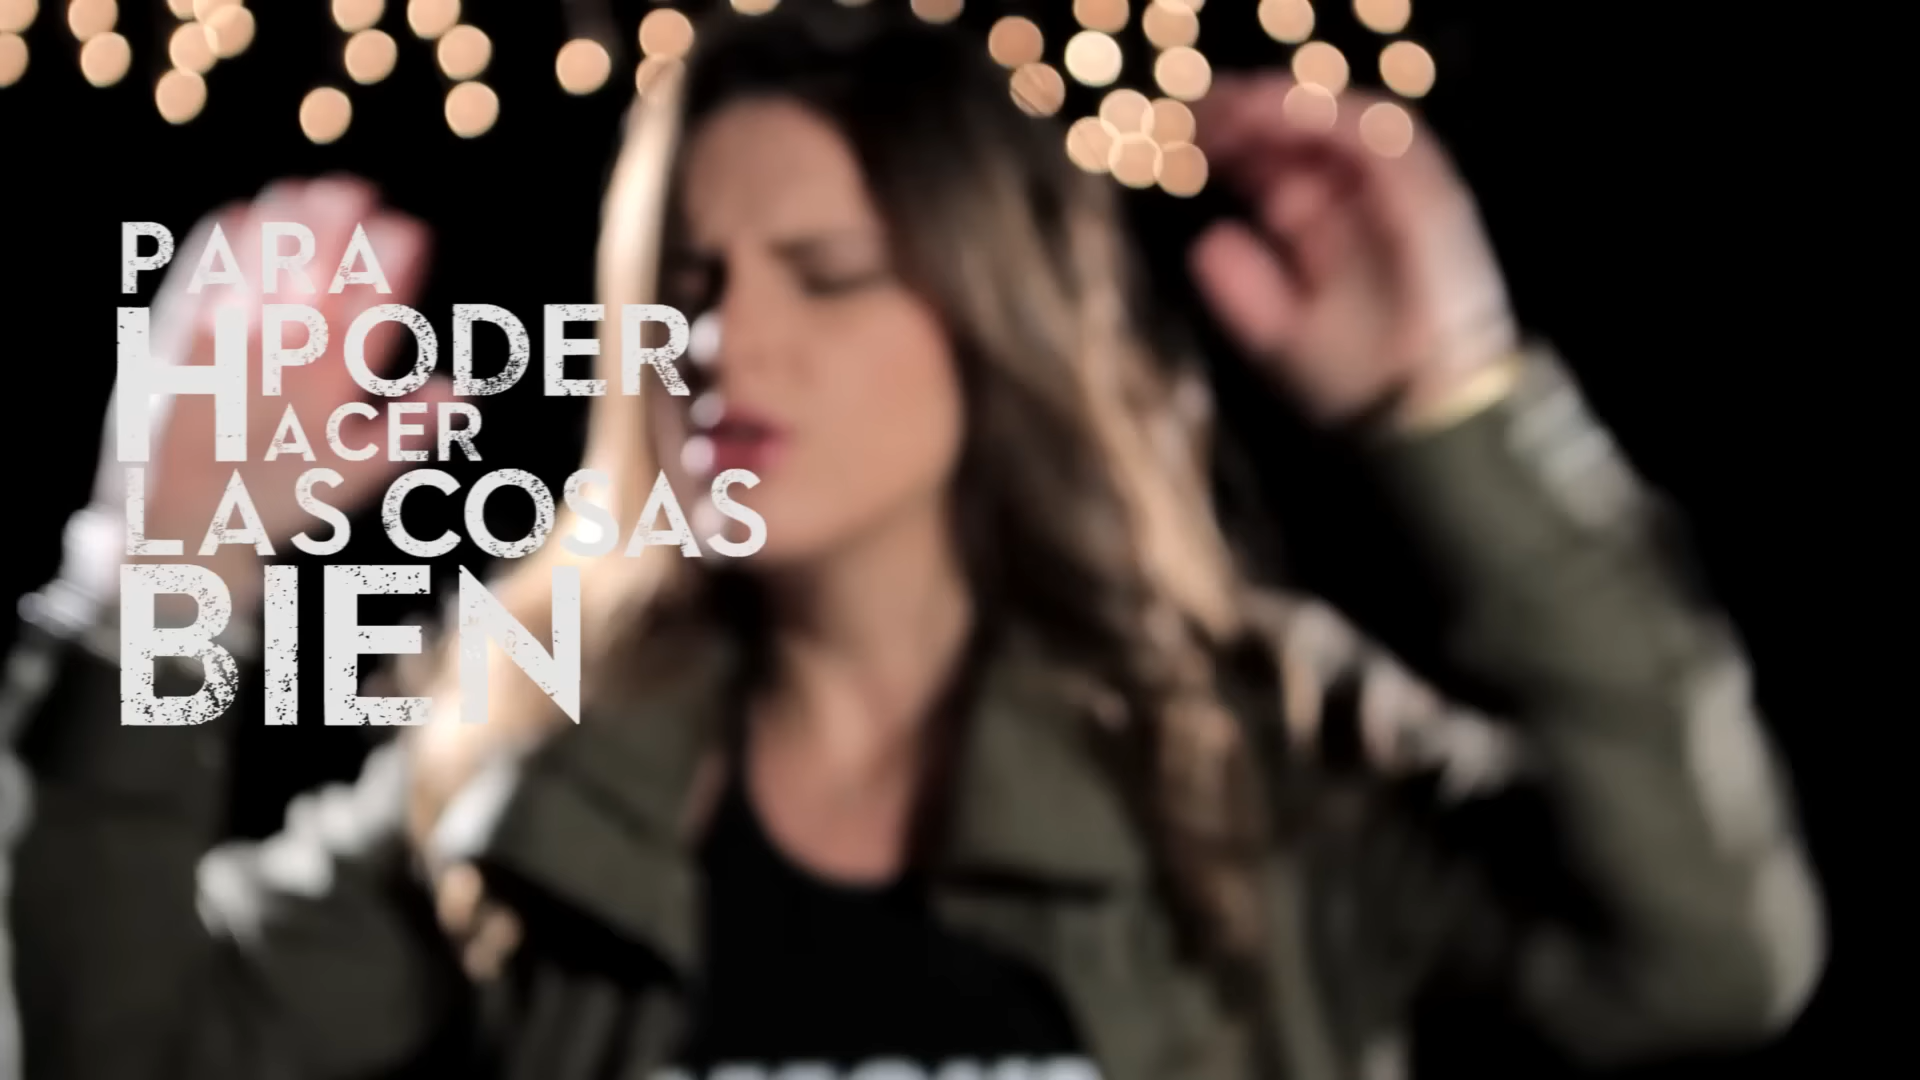 PARA
PODER
HACER
LAS COSAS
BIEN